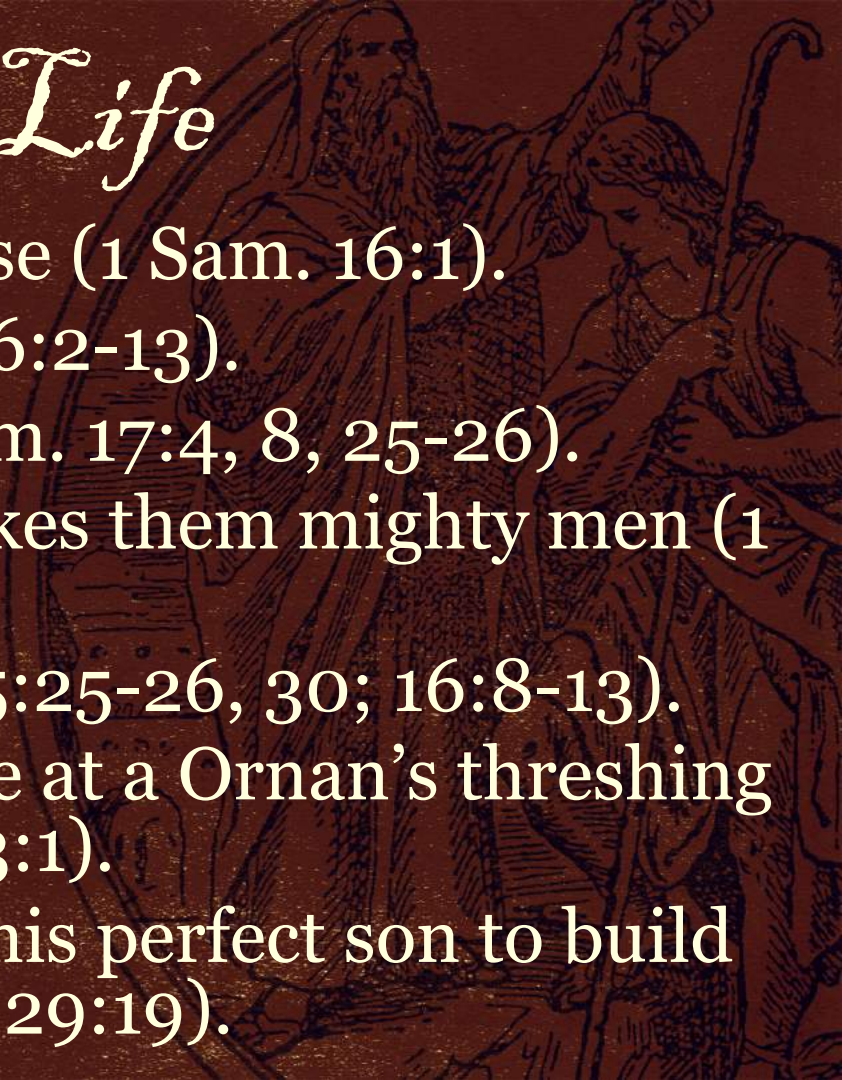 Life
se (1 Sam. 16:1).
6:2-13).
m. 17:4, 8, 25-26).
kes them mighty men (1
5:25-26, 30; 16:8-13).
e at a Ornan’s threshing
3:1).
his perfect son to build
29:19).